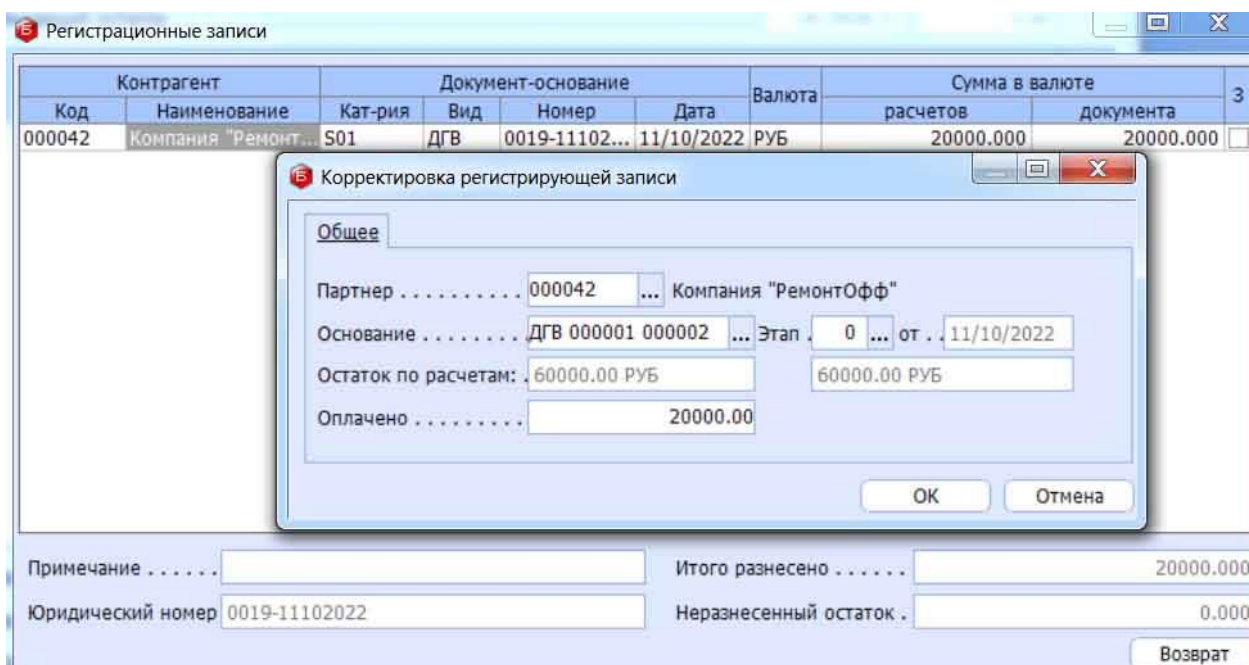 Регистрационные записи
Контрагент Документ-основание Валюта Сумма в валюте З
Код Наименование Кат-рия Вид Номер Дата расчетов документа
000042 Компания "Ремонт... S01 ДГВ 0019-11102... 11/10/2022 РУБ 20000.000 20000.000
Корректировка регистрирующей записи
Общее
Партнер . . . . . . . . . . 000042 ... Компания "РемонтОфф"
Основание . . . . . . . . ДГВ 000001 000002 ... Этап . 0 ... от . . 11/10/2022
Остаток по расчетам: . 60000.00 РУБ 60000.00 РУБ
Оплачено . . . . . . . . . 20000.00
ОК Отмена
Примечание . . . . . . Итого разнесено . . . . . . 20000.000
Юридический номер 0019-11102022 Неразнесенный остаток . 0.000
Возврат